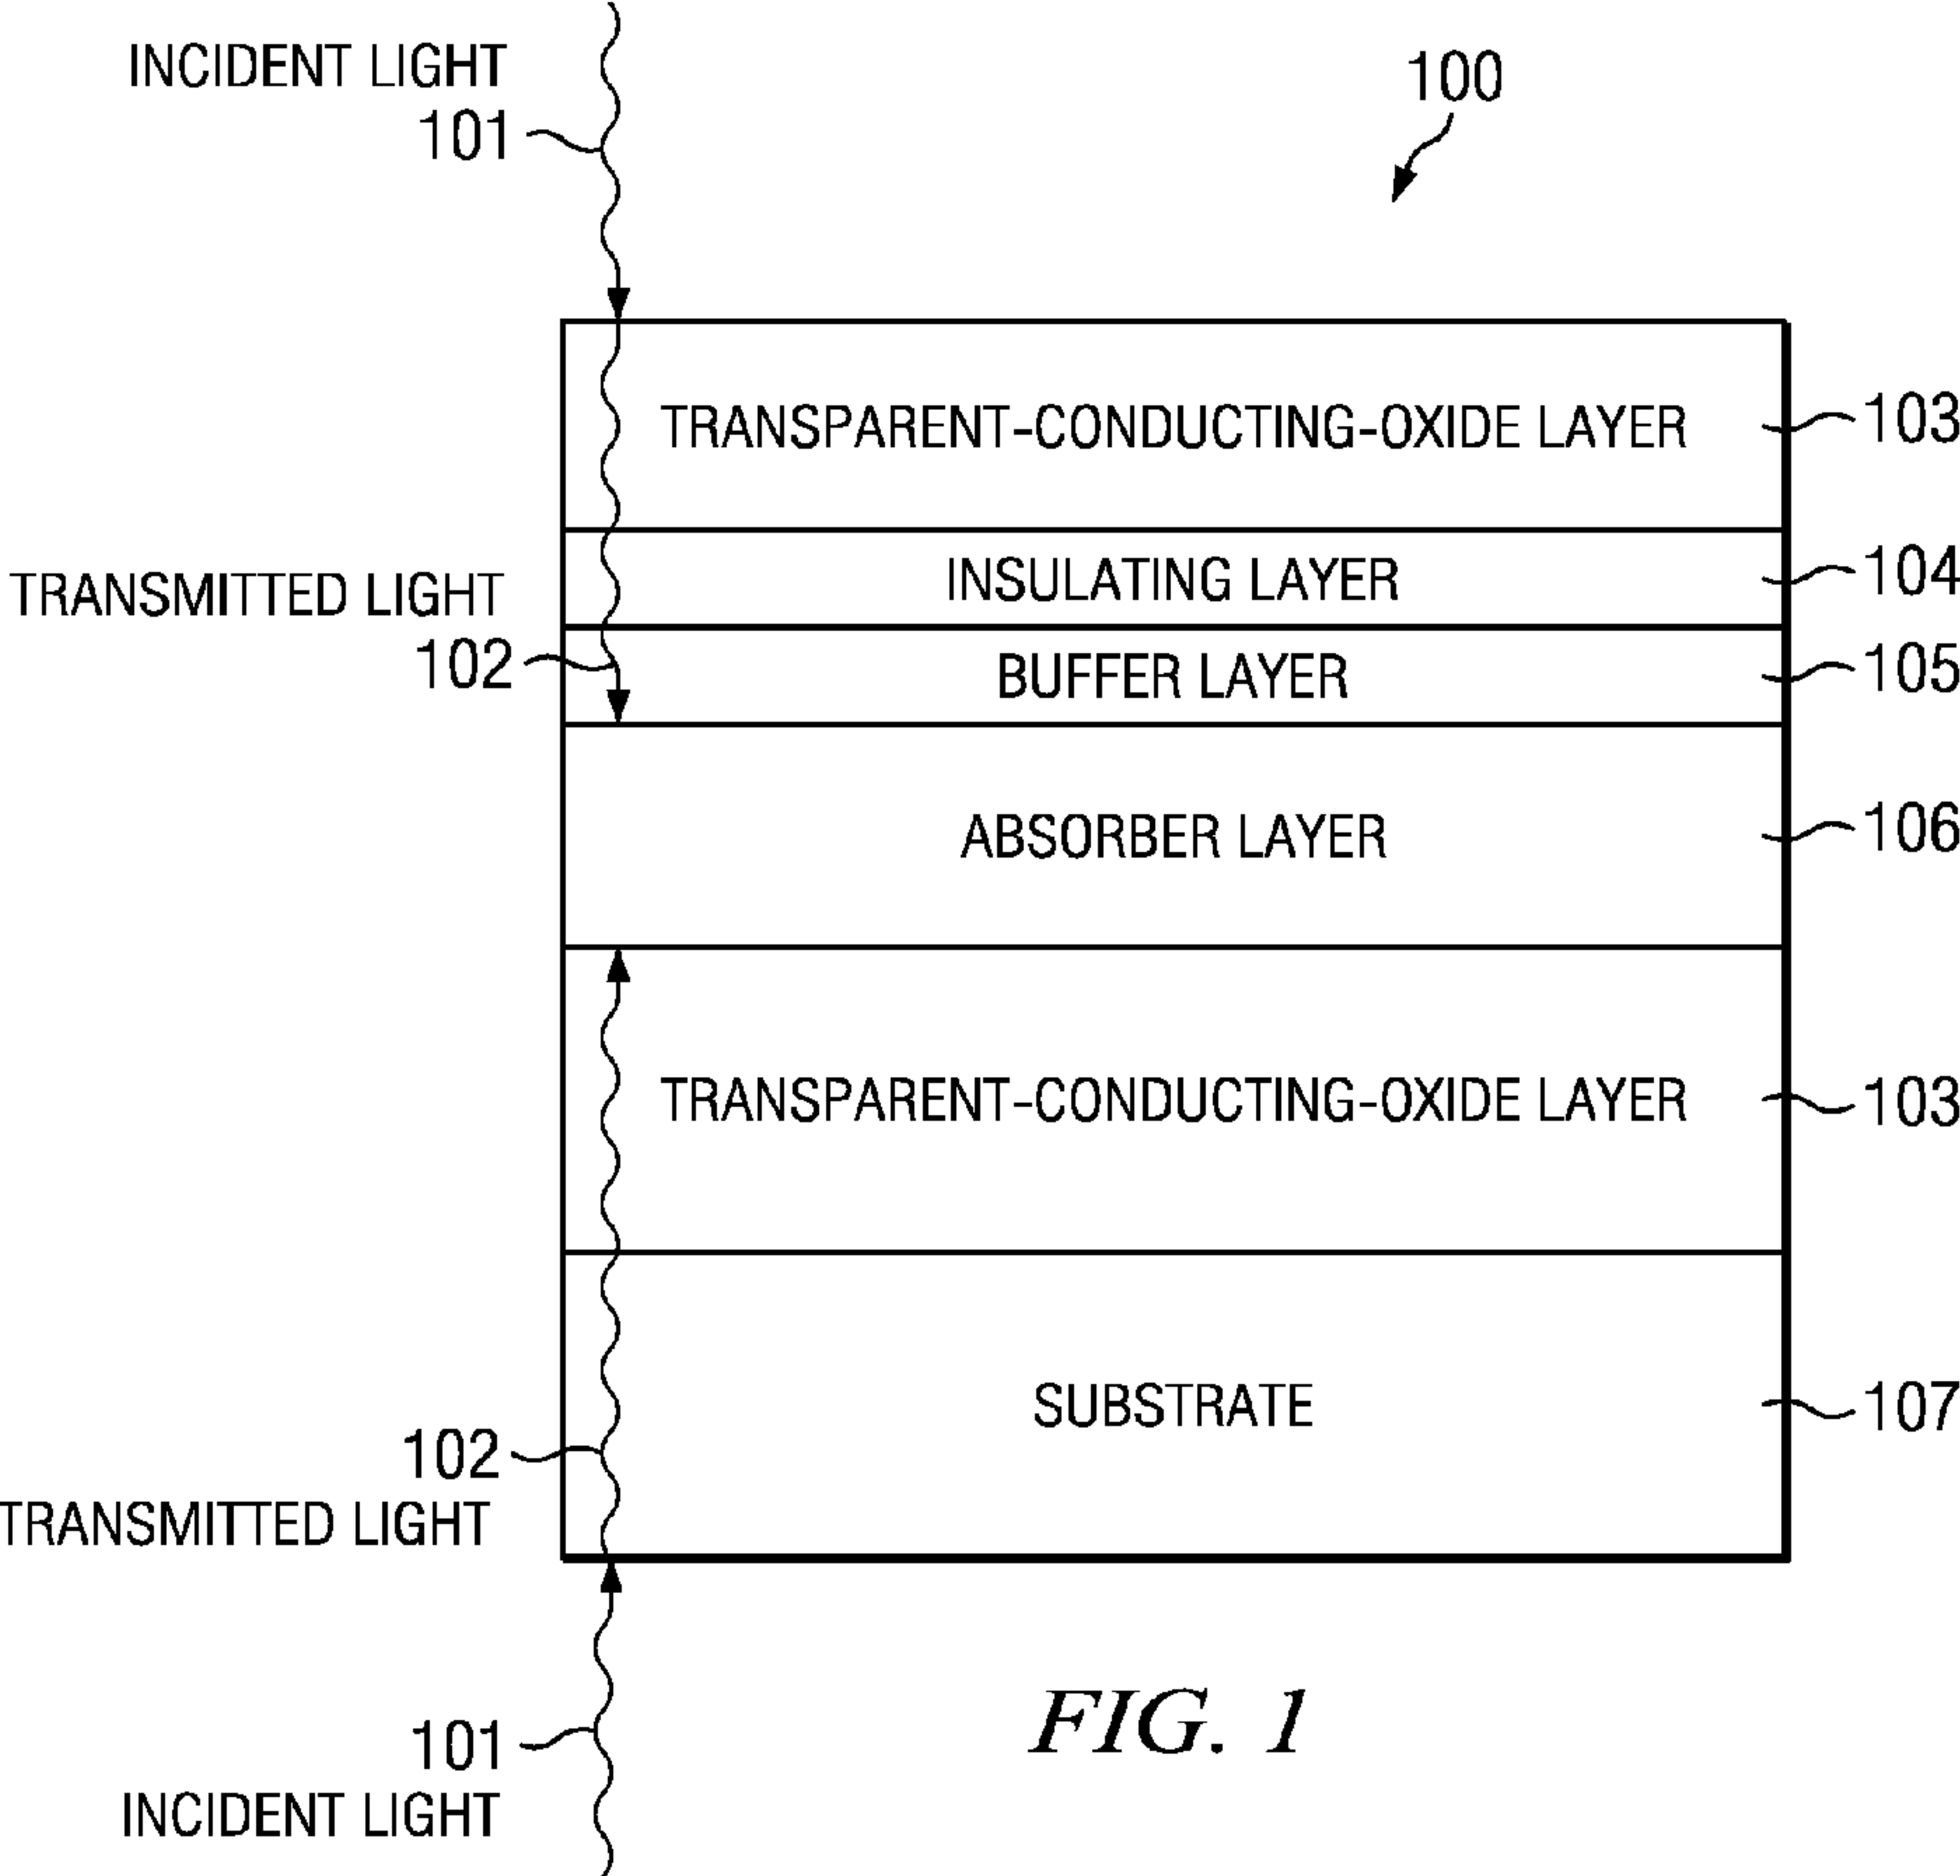 INCIDENT LIGHT
101
100
TRANSPARENT-CONDUCTING-OXIDE LAYER
103
INSULATING LAYER
104
TRANSMITTED LIGHT
102
BUFFER LAYER
105
ABSORBER LAYER
106
TRANSPARENT-CONDUCTING-OXIDE LAYER
103
SUBSTRATE
107
102
TRANSMITTED LIGHT
101
INCIDENT LIGHT
FIG. 1